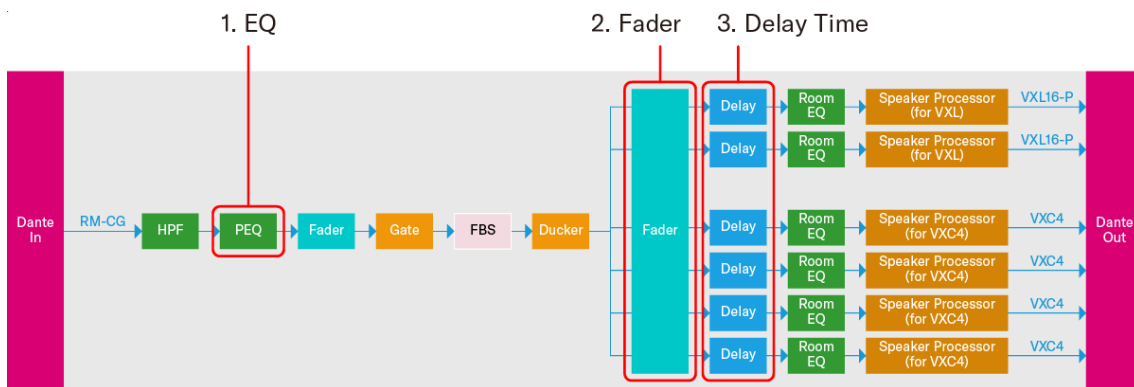 1. EQ
2. Fader
3. Delay Time
Dante
In
RM-CG
HPF
PEQ
Fader
Gate
FBS
Ducker
Fader
Delay
Room
EQ
Speaker Processor
(for VXL)
VXL16-P
Delay
Room
EQ
Speaker Processor
(for VXL)
VXL16-P
Delay
Room
EQ
Speaker Processor
(for VXC4)
VXC4
Delay
Room
EQ
Speaker Processor
(for VXC4)
VXC4
Delay
Room
EQ
Speaker Processor
(for VXC4)
VXC4
Delay
Room
EQ
Speaker Processor
(for VXC4)
VXC4
Dante
Out